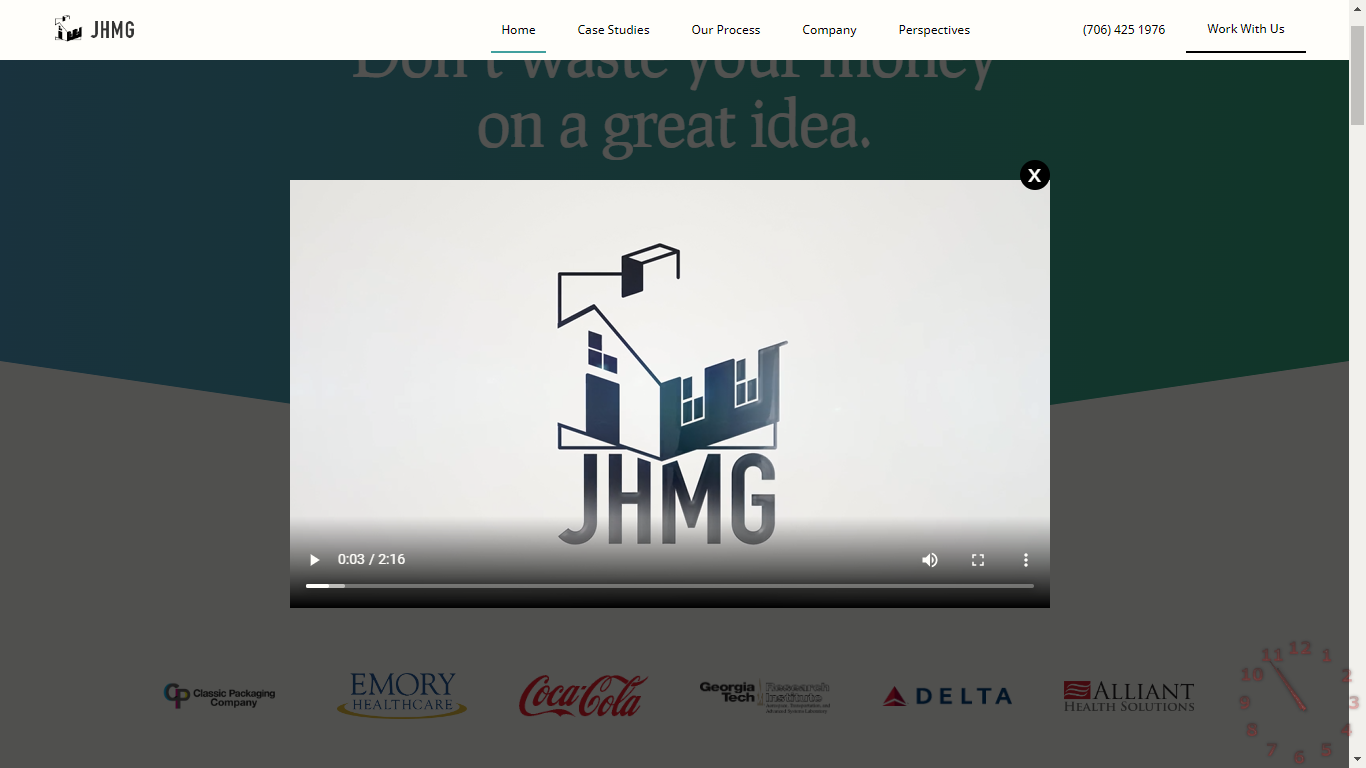 JHMG
Home
Case Studies
Our Process
Company
Perspectives
(706) 425 1976
Work With Us
Don't waste your money
on a great idea.
X
JHMG
0:03 / 2:16
Classic Packaging
Company
EMORY
HEALTHCARE
Coca-Cola
Georgia
Tech
Research
Institute
DELTA
ALLIANT
HEALTH SOLUTIONS
12
1
2
3
4
5
6
7
8
9
10
11